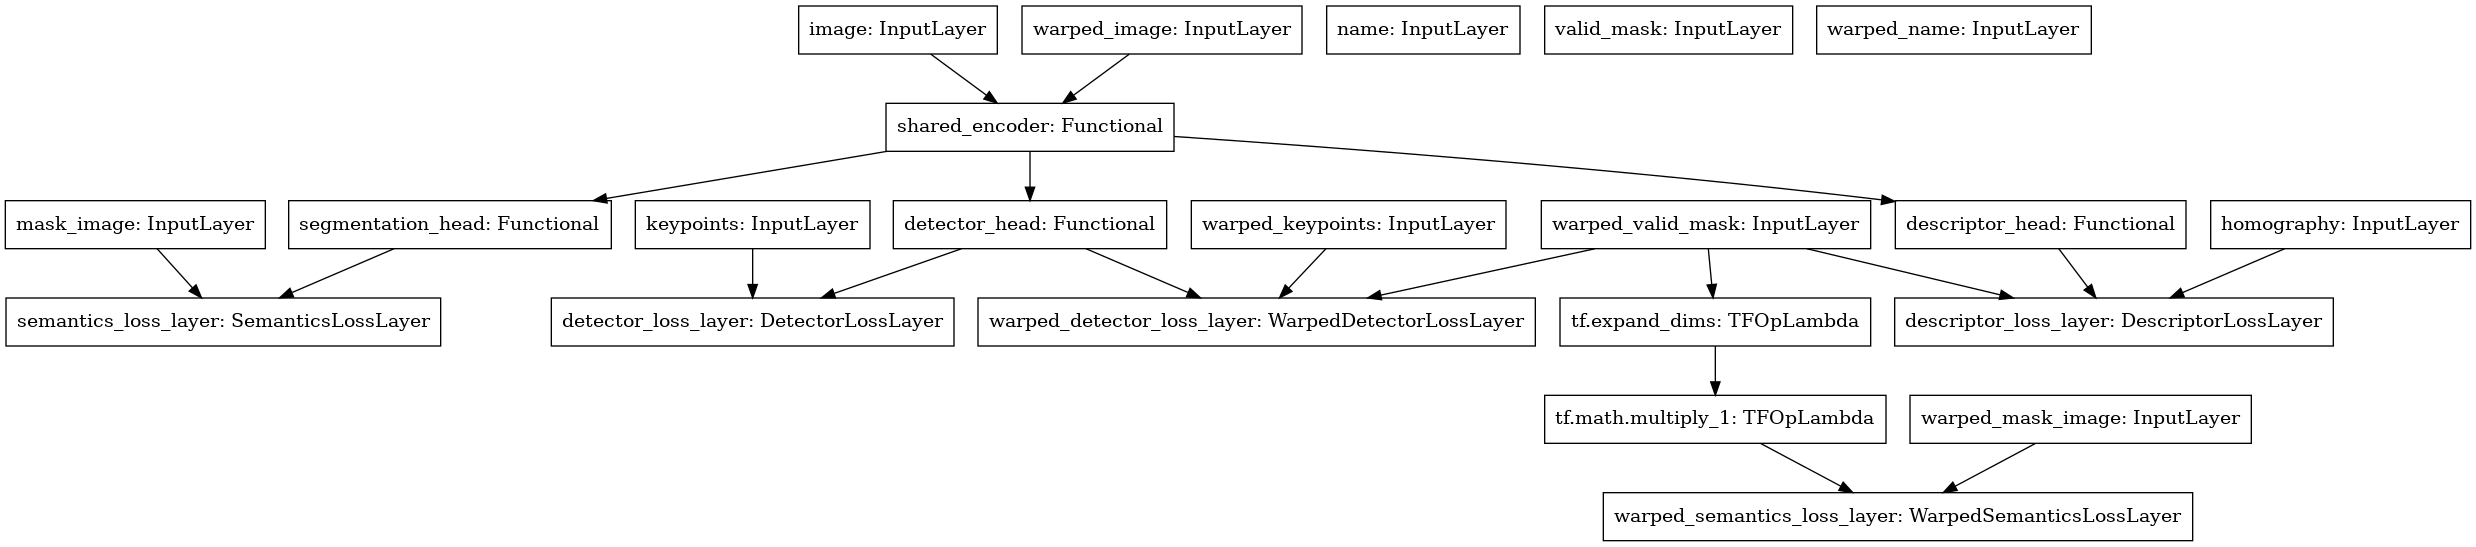 image: InputLayer
warped_image: InputLayer
name: InputLayer
valid_mask: InputLayer
warped_name: InputLayer
shared_encoder: Functional
mask_image: InputLayer
segmentation_head: Functional
keypoints: InputLayer
detector_head: Functional
warped_keypoints: InputLayer
warped_valid_mask: InputLayer
descriptor_head: Functional
homography: InputLayer
semantics_loss_layer: SemanticsLossLayer
detector_loss_layer: DetectorLossLayer
warped_detector_loss_layer: WarpedDetectorLossLayer
tf.expand_dims: TFOpLambda
descriptor_loss_layer: DescriptorLossLayer
tf.math.multiply_1: TFOpLambda
warped_mask_image: InputLayer
warped_semantics_loss_layer: WarpedSemanticsLossLayer